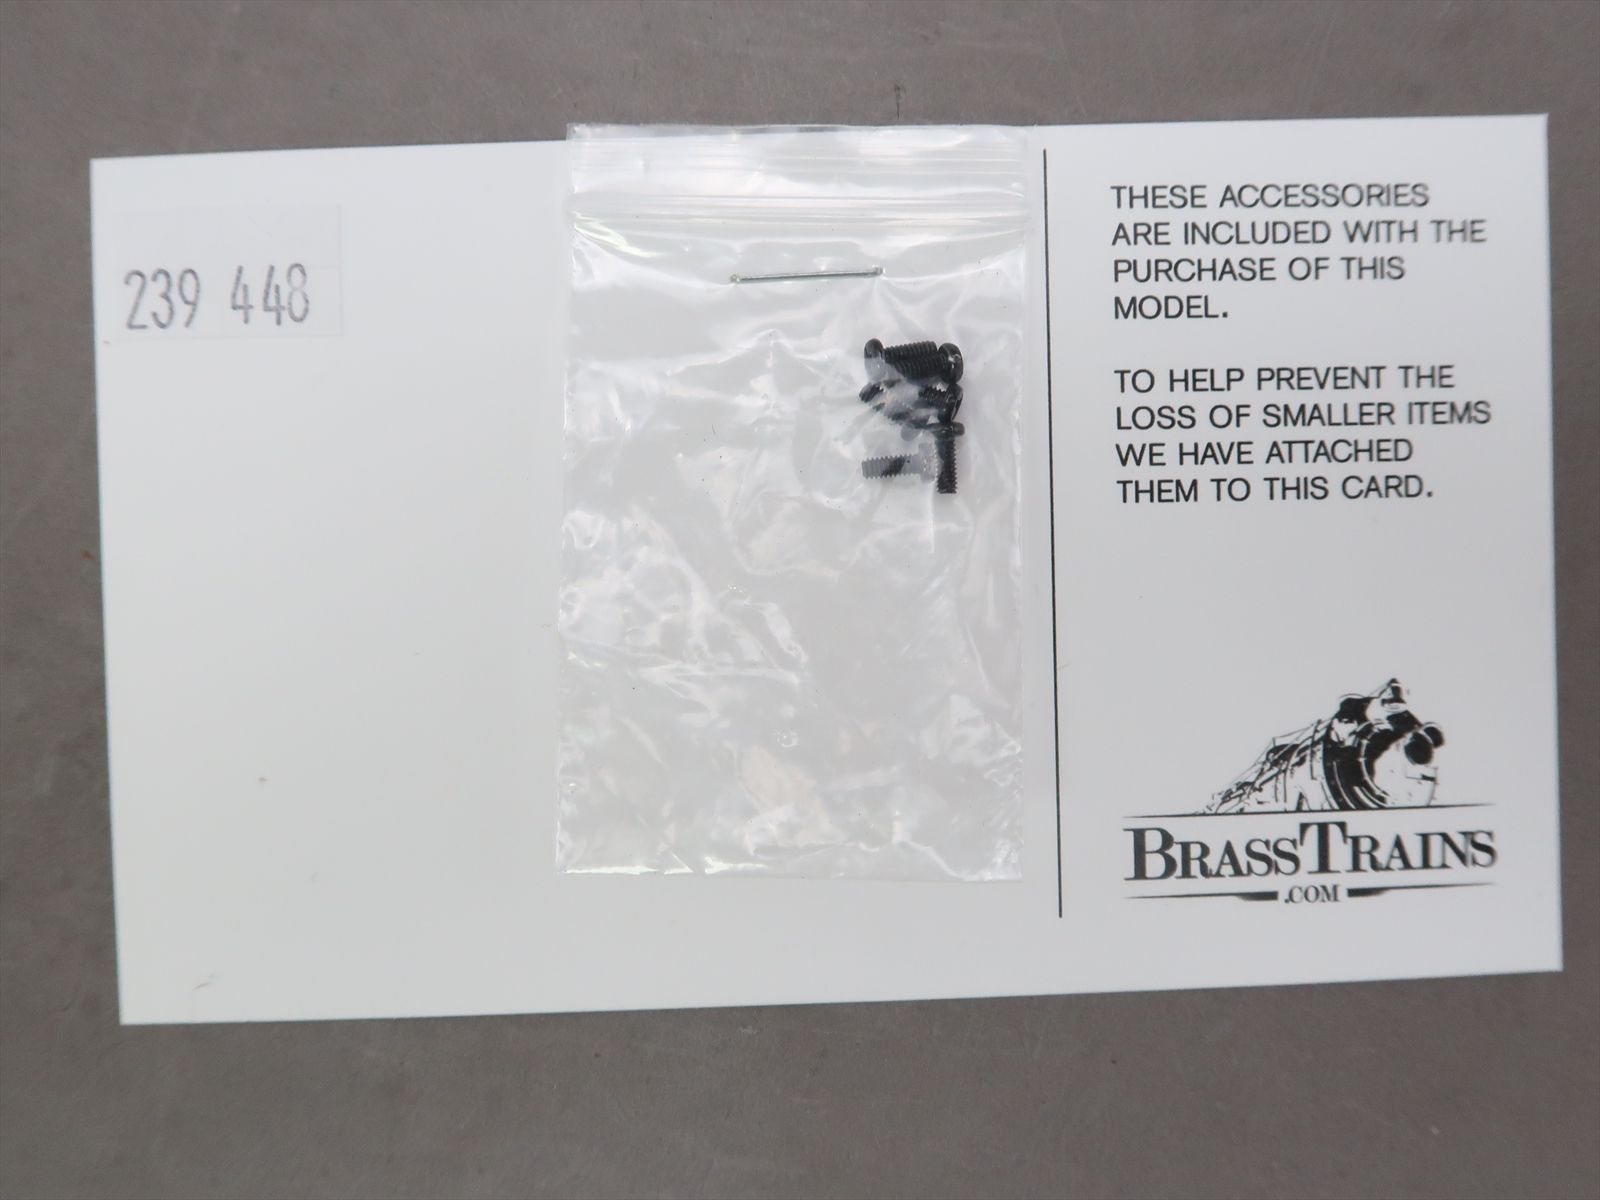 239 448
THESE ACCESSORIES
ARE INCLUDED WITH THE
PURCHASE OF THIS
MODEL.
TO HELP PREVENT THE
LOSS OF SMALLER ITEMS
WE HAVE ATTACHED
THEM TO THIS CARD.
BRASSTRAINS
.COM